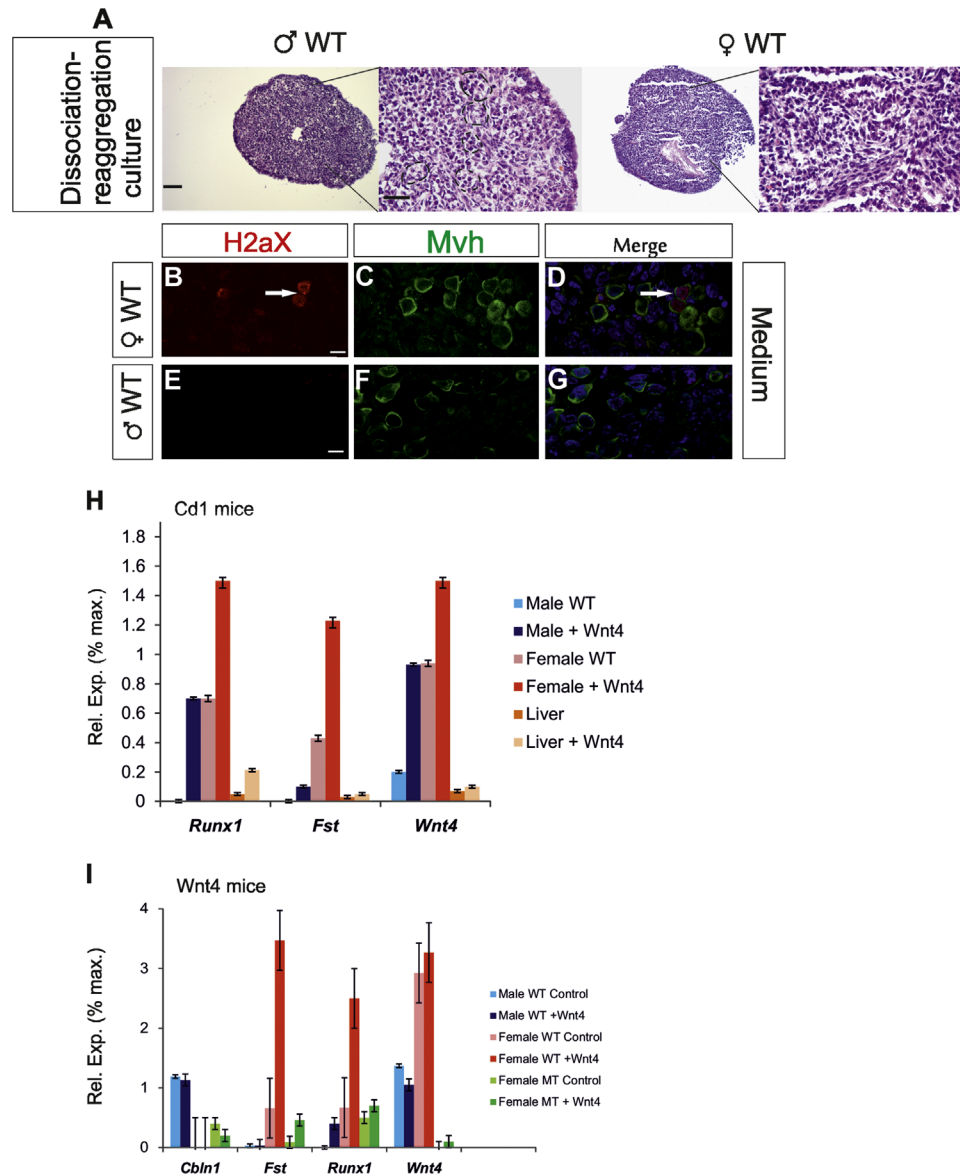 A
♂ WT
♀ WT
Dissociation-
reaggregation
culture
H2aX
Mvh
Merge
♀ WT
B
C
D
Medium
♂ WT
E
F
G
H
Cd1 mice
Rel. Exp. (% max.)
1.8
1.6
1.4
1.2
1
0.8
0.6
0.4
0.2
0
Runx1
Fst
Wnt4
Male WT
Male + Wnt4
Female WT
Female + Wnt4
Liver
Liver + Wnt4
I
Wnt4 mice
Rel. Exp. (% max.)
4
3
2
1
0
Cbln1
Fst
Runx1
Wnt4
Male WT Control
Male WT +Wnt4
Female WT Control
Female WT +Wnt4
Female MT Control
Female MT + Wnt4